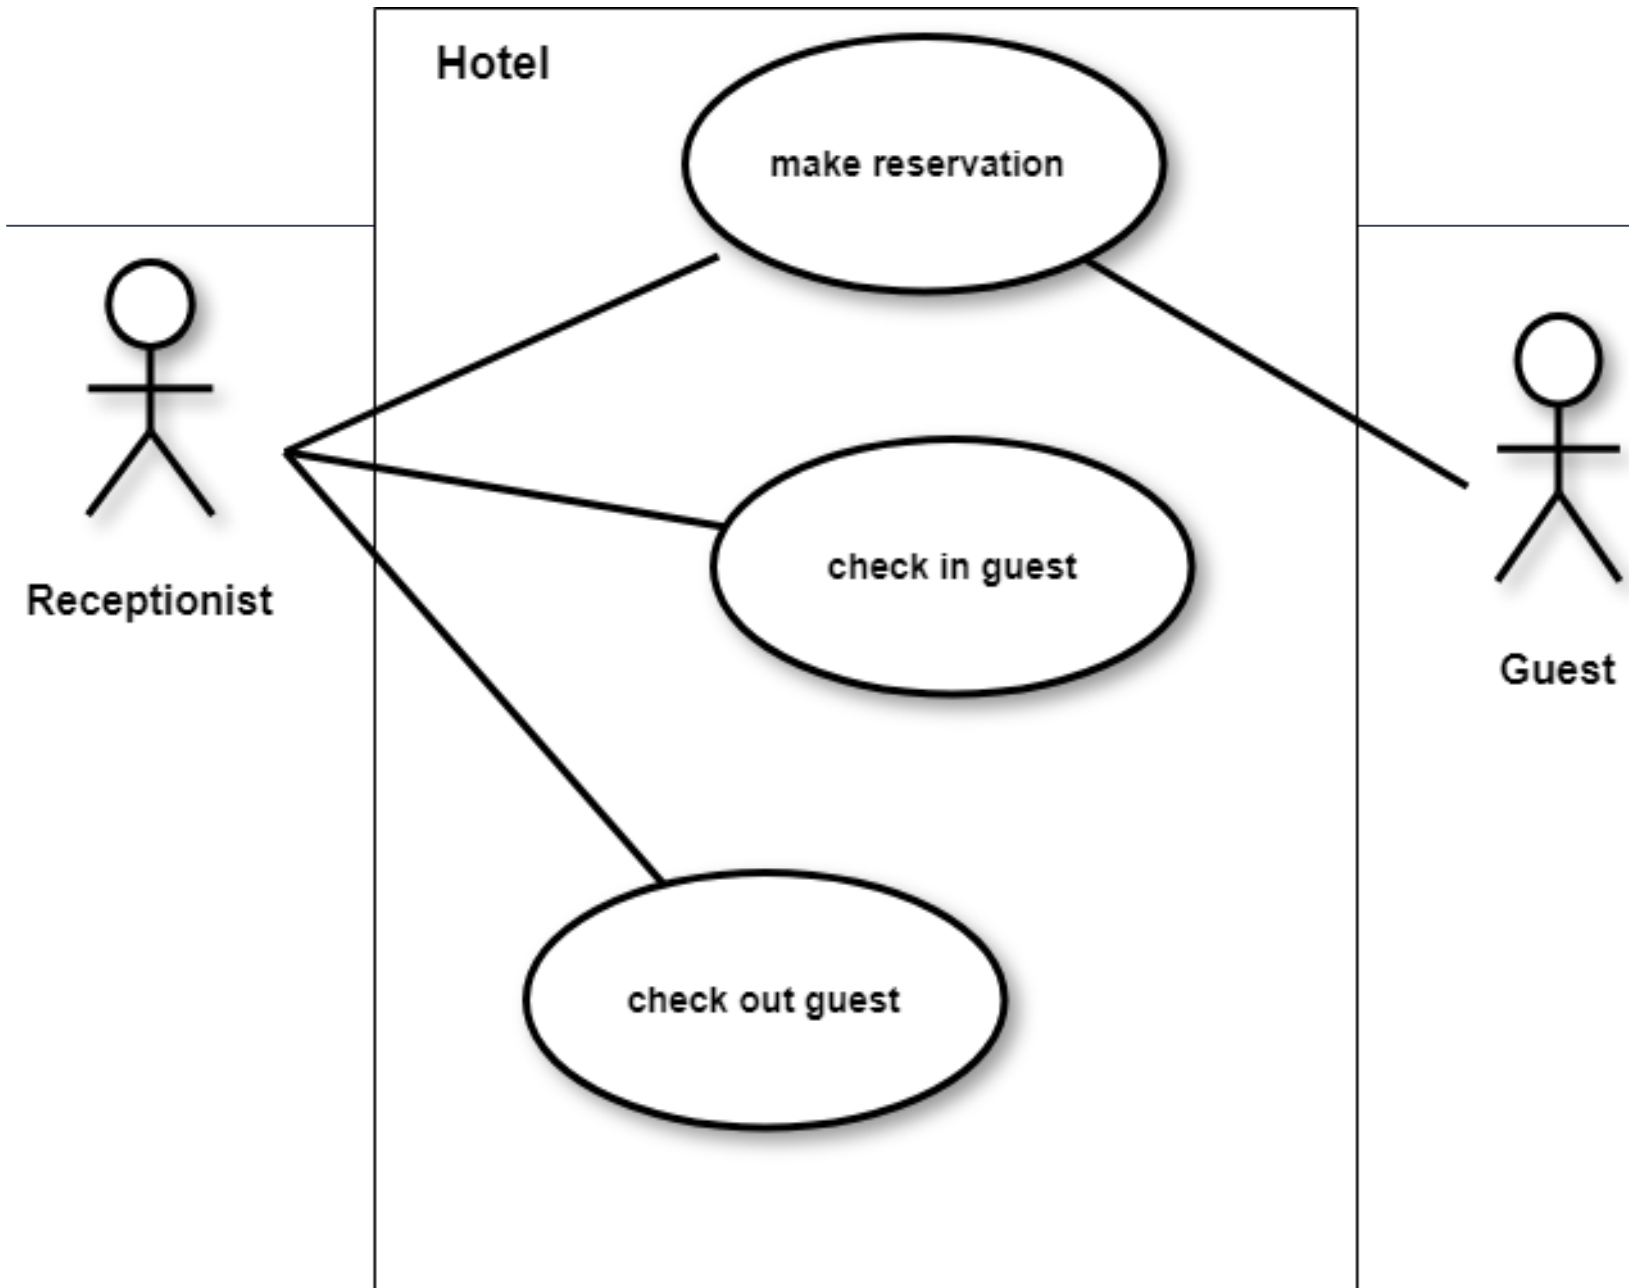 Hotel
make reservation
check in guest
Receptionist
Guest
check out guest